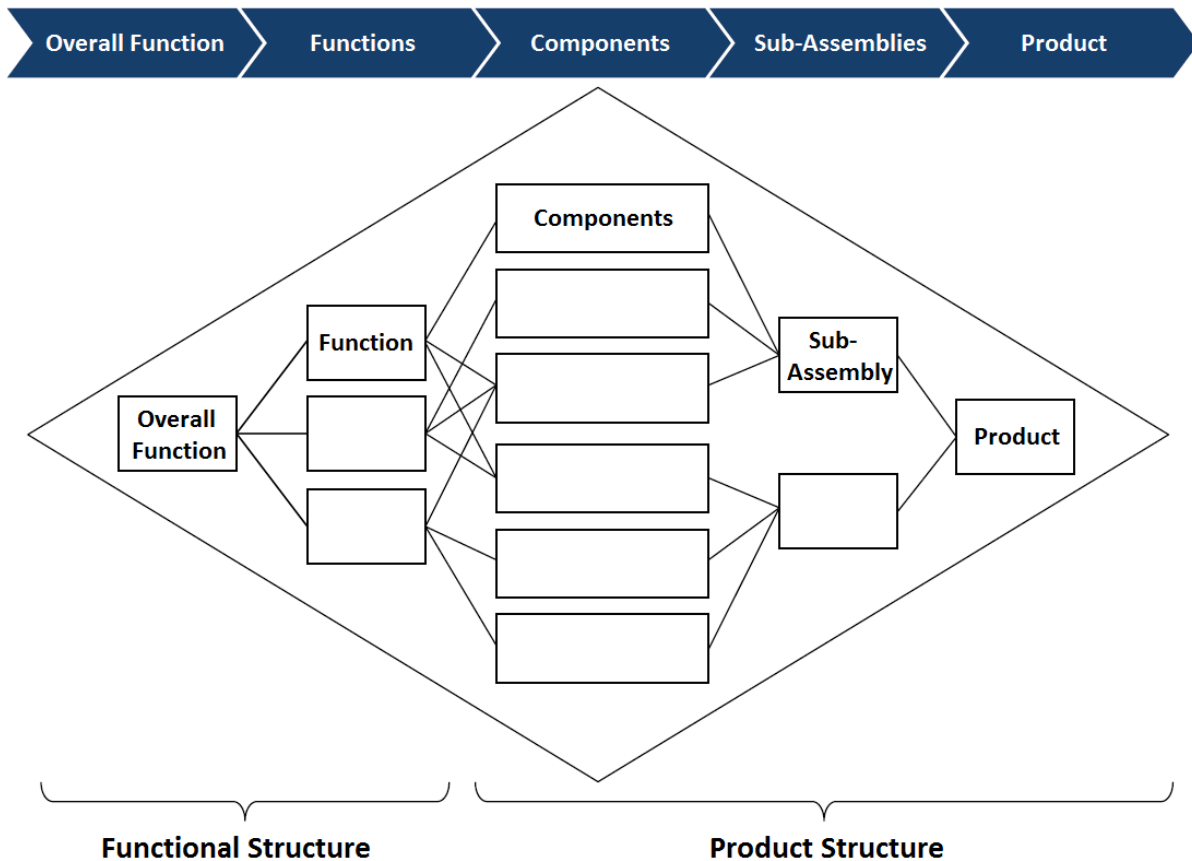 Overall Function
Functions
Components
Sub-Assemblies
Product
Components
Function
Sub-
Assembly
Overall
Function
Product
Functional Structure
Product Structure